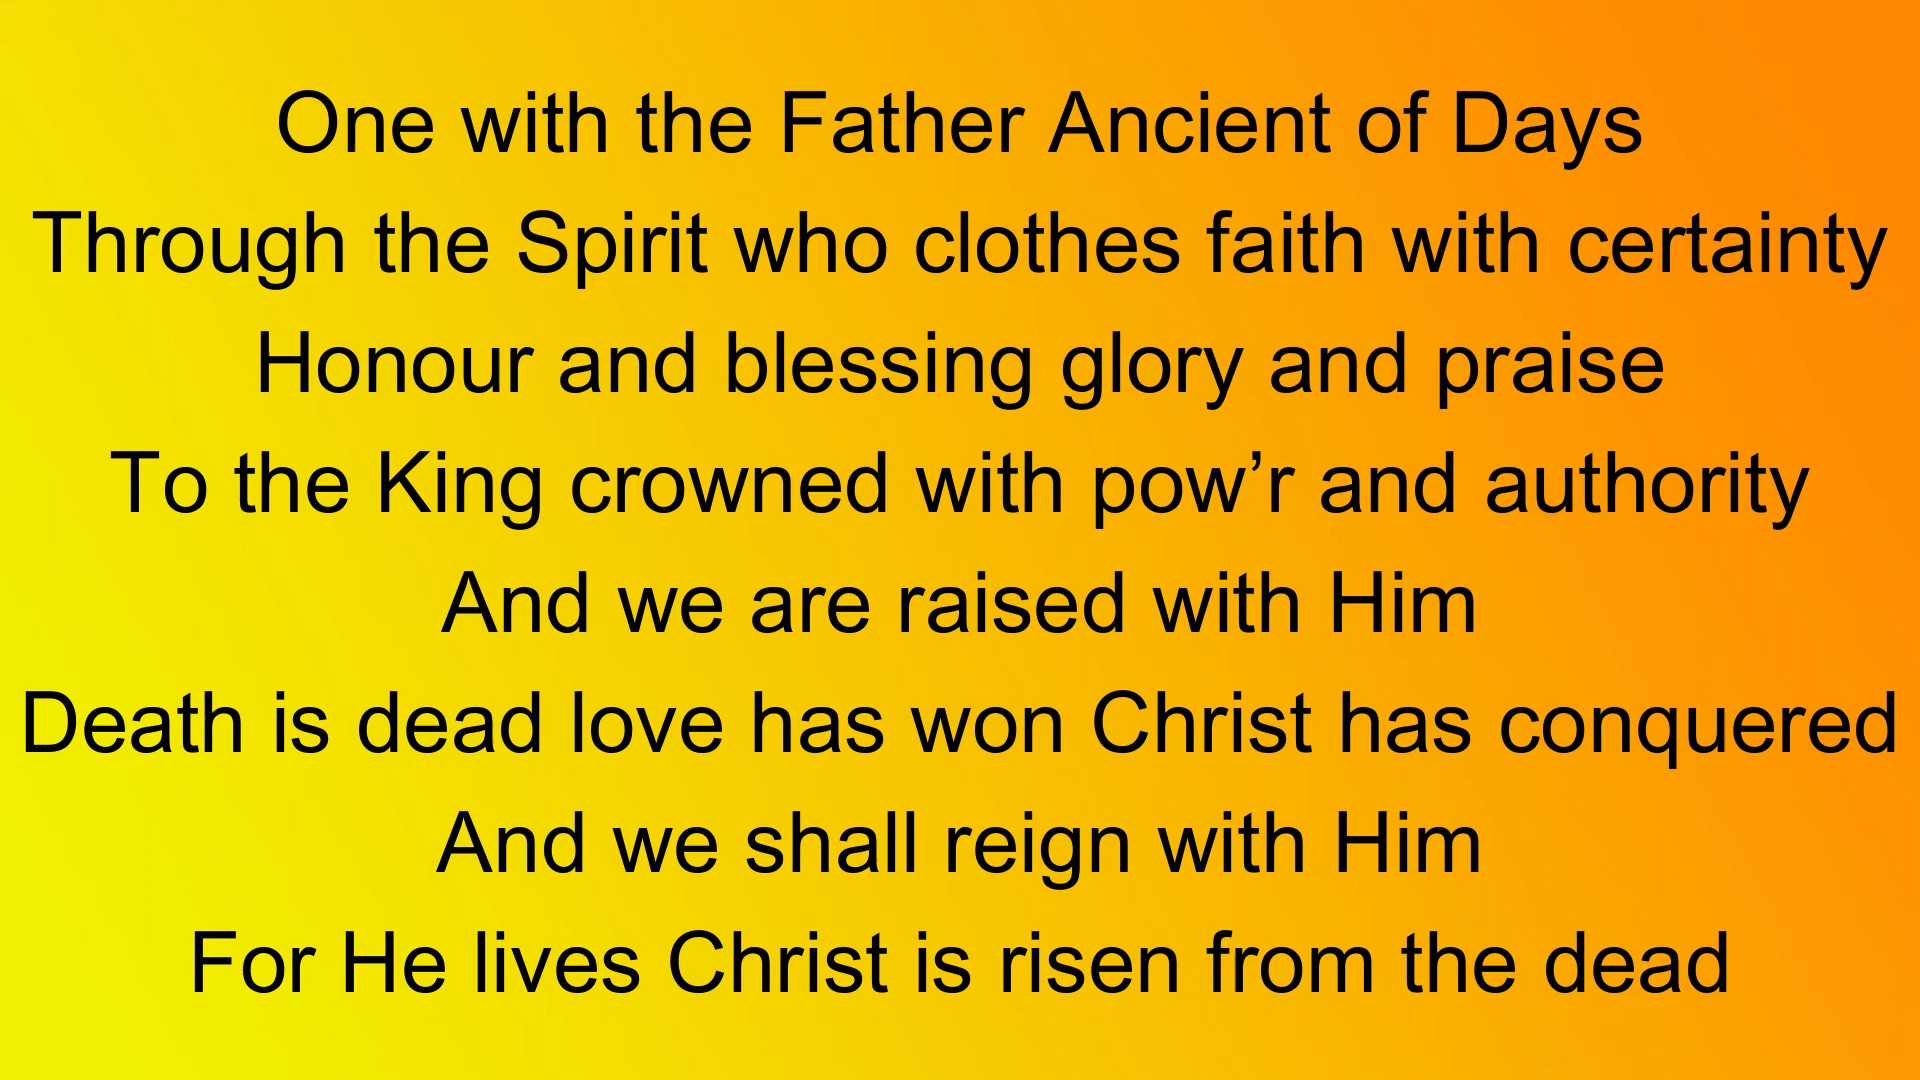 One with the Father Ancient of Days
Through the Spirit who clothes faith with certainty
Honour and blessing glory and praise
To the King crowned with pow’r and authority
And we are raised with Him
Death is dead love has won Christ has conquered
And we shall reign with Him
For He lives Christ is risen from the dead